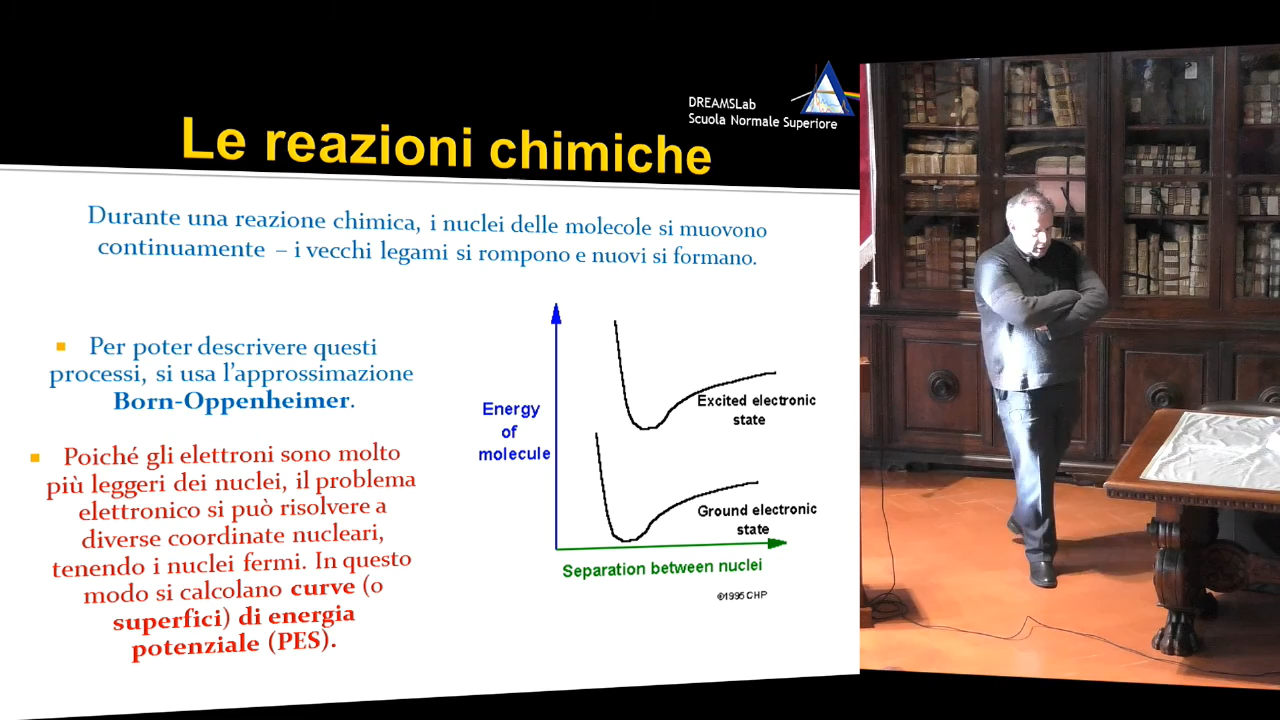 DREAMSLab
Scuola Normale Superiore
Le reazioni chimiche
Durante una reazione chimica, i nuclei delle molecole si muovono
continuamente – i vecchi legami si rompono e nuovi si formano.
Per poter descrivere questi
processi, si usa l'approssimazione
Born-Oppenheimer.
Poiché gli elettroni sono molto
più leggeri dei nuclei, il problema
elettronico si può risolvere a
diverse coordinate nucleari,
tenendo i nuclei fermi. In questo
modo si calcolano curve (o
superfici) di energia
potenziale (PES).
Energy
of
molecule
Excited electronic
state
Ground electronic
state
Separation between nuclei
©1996 CHP